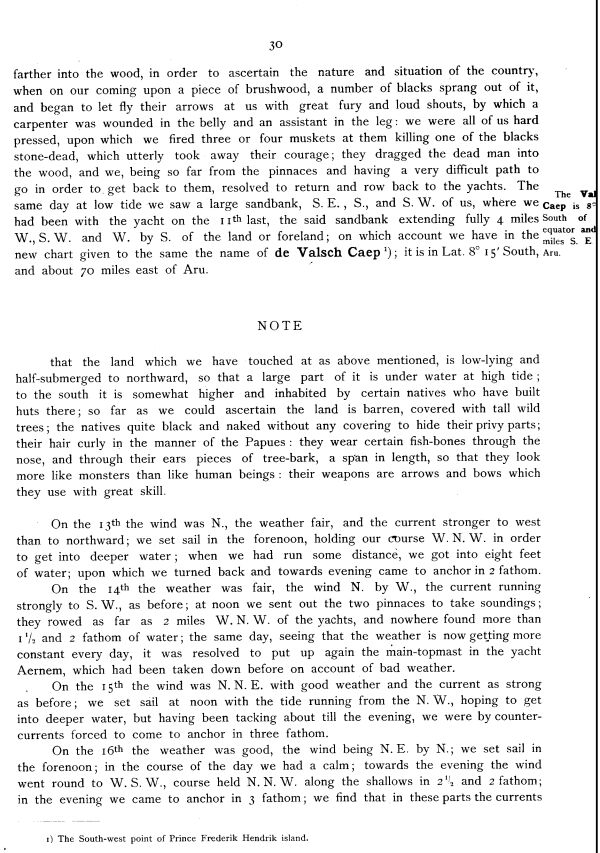 30
farther into the wood, in order to ascertain the nature and situation of the country,
when on our coming upon a piece of brushwood, a number of blacks sprang out of it,
and began to let fly their arrows at us with great fury and loud shouts, by which a
carpenter was wounded in the belly and an assistant in the leg: we were all of us hard
pressed, upon which we fired three or four muskets at them killing one of the blacks
stone-dead, which utterly took away their courage; they dragged the dead man into
the wood, and we, being so far from the pinnaces and having a very difficult path to
go in order to get back to them, resolved to return and row back to the yachts. The
same day at low tide we saw a large sandbank, S. E., S., and S. W. of us, where we
had been with the yacht on the 11th last, the said sandbank extending fully 4 miles
W., S. W. and W. by S. of the land or foreland; on which account we have in the
new chart given to the same the name of de Valsch Caep ¹); it is in Lat. 8° 15′ South,
and about 70 miles east of Aru.
The Val
Caep is 8°
South of
equator and
miles S. E
Aru.
NOTE
that the land which we have touched at as above mentioned, is low-lying and
half-submerged to northward, so that a large part of it is under water at high tide;
to the south it is somewhat higher and inhabited by certain natives who have built
huts there; so far as we could ascertain the land is barren, covered with tall wild
trees; the natives quite black and naked without any covering to hide their privy parts;
their hair curly in the manner of the Papues: they wear certain fish-bones through the
nose, and through their ears pieces of tree-bark, a span in length, so that they look
more like monsters than like human beings: their weapons are arrows and bows which
they use with great skill.
On the 13th the wind was N., the weather fair, and the current stronger to west
than to northward; we set sail in the forenoon, holding our course W. N. W. in order
to get into deeper water; when we had run some distance, we got into eight feet
of water; upon which we turned back and towards evening came to anchor in 2 fathom.
On the 14th the weather was fair, the wind N. by W., the current running
strongly to S. W., as before; at noon we sent out the two pinnaces to take soundings;
they rowed as far as 2 miles W. N. W. of the yachts, and nowhere found more than
1 1/2 and 2 fathom of water; the same day, seeing that the weather is now getting more
constant every day, it was resolved to put up again the main-topmast in the yacht
Aernem, which had been taken down before on account of bad weather.
On the 15th the wind was N. N. E. with good weather and the current as strong
as before; we set sail at noon with the tide running from the N. W., hoping to get
into deeper water, but having been tacking about till the evening, we were by counter-
currents forced to come to anchor in three fathom.
On the 16th the weather was good, the wind being N. E. by N.; we set sail in
the forenoon; in the course of the day we had a calm; towards the evening the wind
went round to W. S. W., course held N. N. W. along the shallows in 2 1/2 and 2 fathom;
in the evening we came to anchor in 3 fathom; we find that in these parts the currents
1) The South-west point of Prince Frederik Hendrik island.